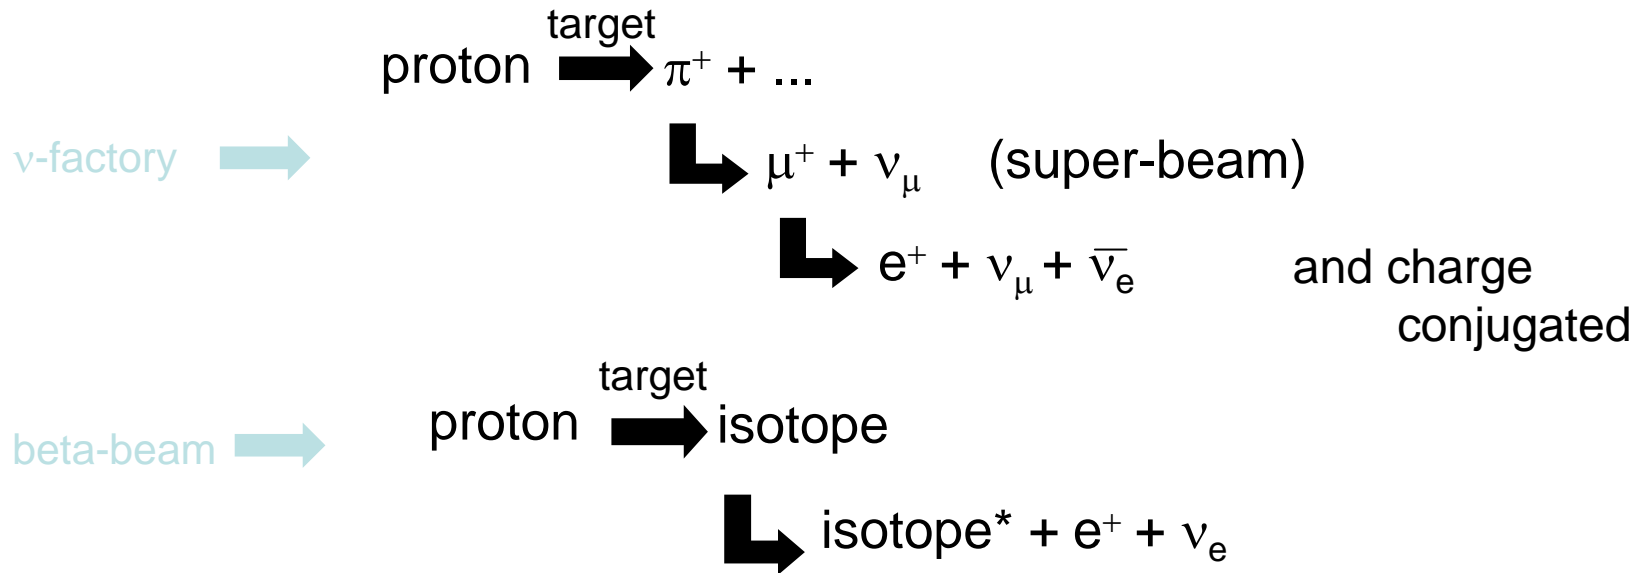 target
proton π⁺ + ...
ν-factory
μ⁺ + ν_μ (super-beam)
e⁺ + ν_μ + ν̅_e and charge
conjugated
target
proton isotope
beta-beam
isotope* + e⁺ + ν_e